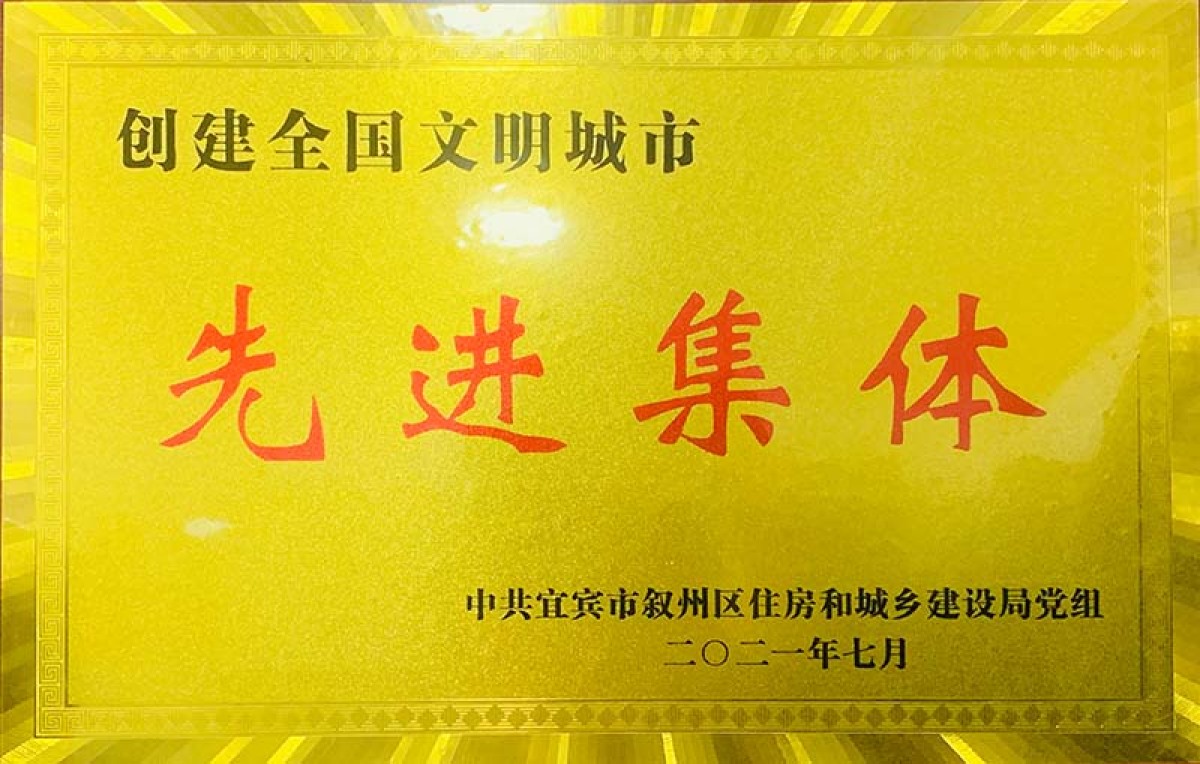 创建全国文明城市
先进集体
中共宜宾市叙州区住房和城乡建设局党组
二〇二一年七月